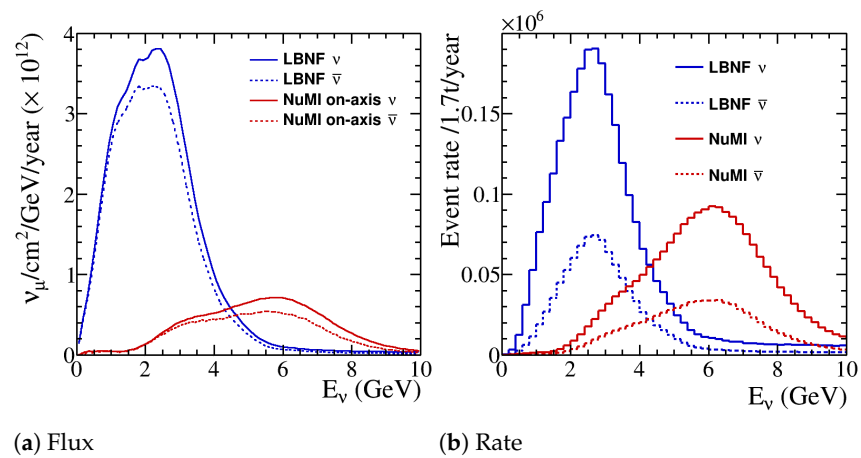 ν_μ/cm²/GeV/year (× 10¹²)
4
3
2
1
0
0 2 4 6 8 10
E_ν (GeV)
LBNF ν
LBNF ν̅
NuMI on-axis ν
NuMI on-axis ν̅
(a) Flux
×10⁶
Event rate /1.7t/year
0.15
0.1
0.05
0
0 2 4 6 8 10
E_ν (GeV)
LBNF ν
LBNF ν̅
NuMI ν
NuMI ν̅
(b) Rate